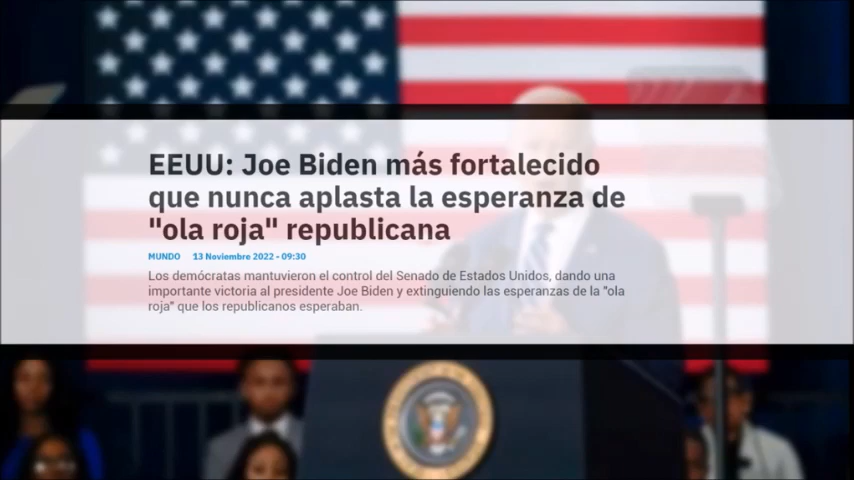 EEUU: Joe Biden más fortalecido
que nunca aplasta la esperanza de
"ola roja" republicana
MUNDO 13 Noviembre 2022 - 09:30
Los demócratas mantuvieron el control del Senado de Estados Unidos, dando una
importante victoria al presidente Joe Biden y extinguiendo las esperanzas de la "ola
roja" que los republicanos esperaban.